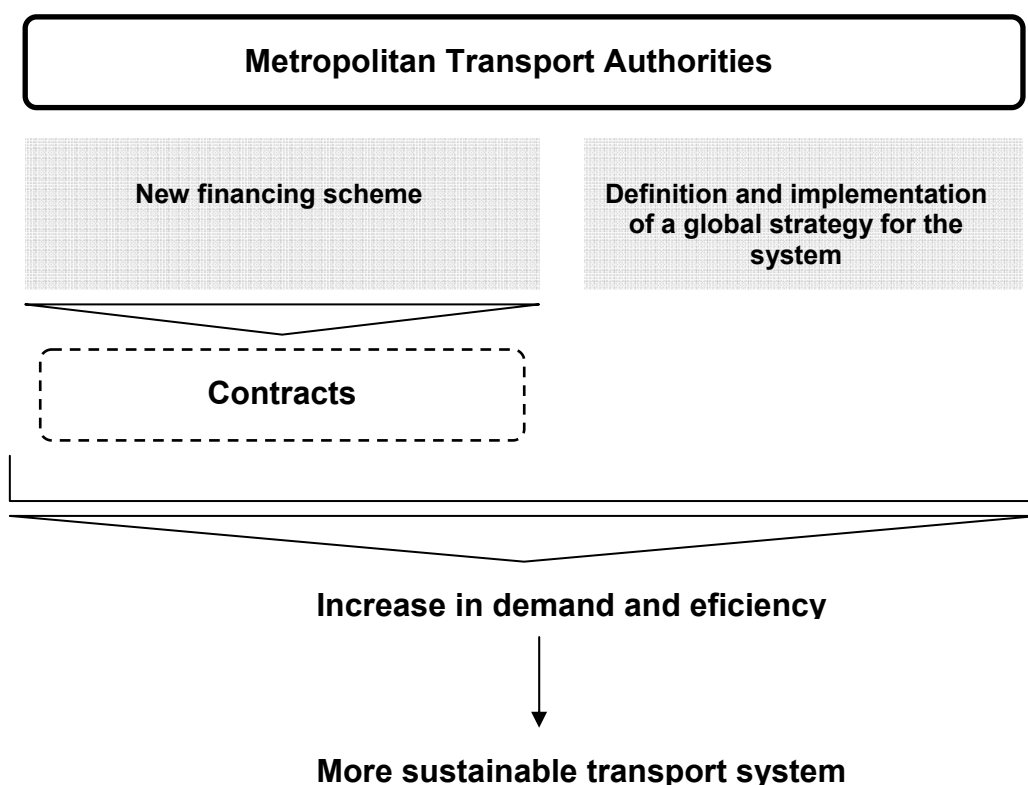 Metropolitan Transport Authorities
New financing scheme
Definition and implementation
of a global strategy for the
system
Contracts
Increase in demand and eficiency
More sustainable transport system